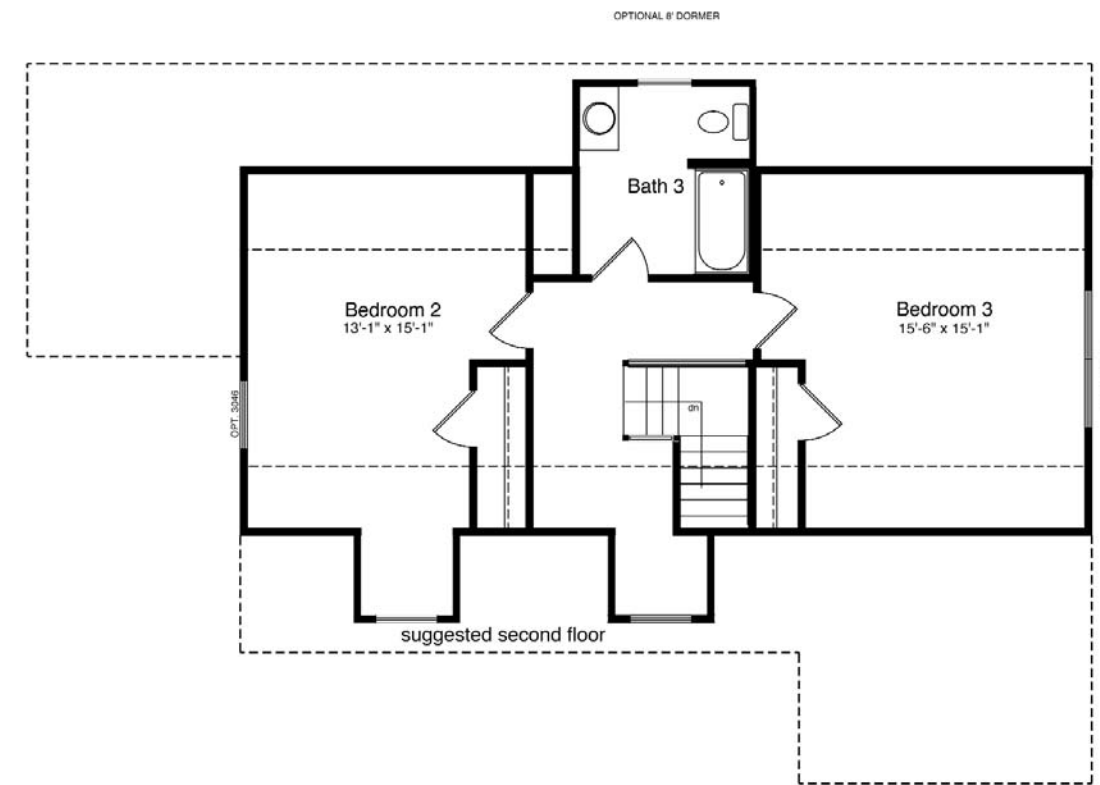 OPTIONAL 8' DORMER
Bath 3
Bedroom 2
13'-1" x 15'-1"
Bedroom 3
15'-6" x 15'-1"
OPT. 3046
dn
suggested second floor